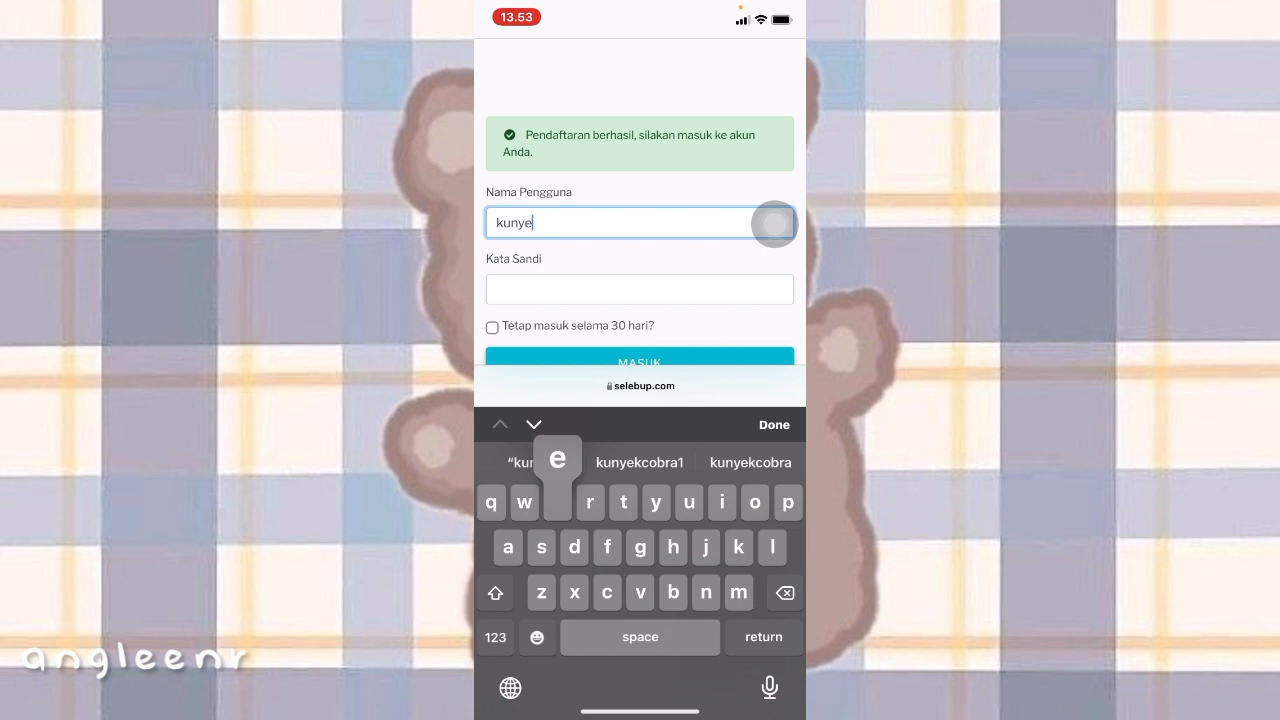 13.53
Pendaftaran berhasil, silakan masuk ke akun
Anda.
Nama Pengguna
kunye
Kata Sandi
Tetap masuk selama 30 hari?
MASUK
selebup.com
Done
"kun kunyekcobra1 kunyekcobra
e
q w r t y u i o p
a s d f g h j k l
z x c v b n m
123 space return
angleenr